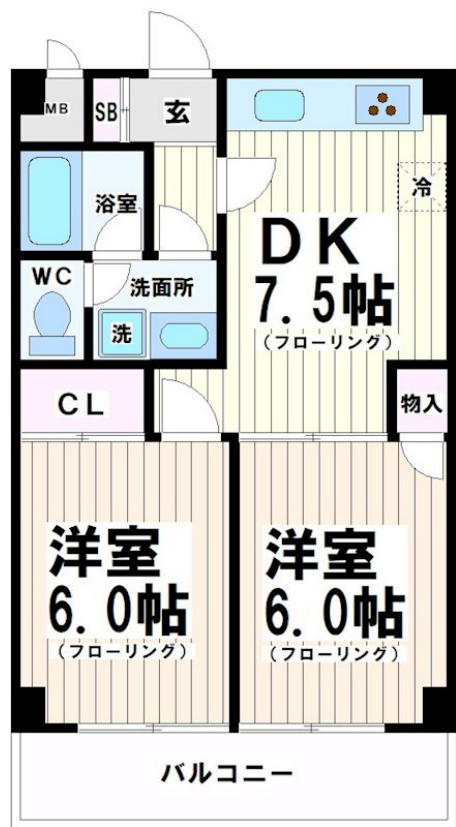 MB
SB
玄
浴室
冷
DK
7.5帖
(フローリング)
WC
洗面所
洗
CL
物入
洋室
6.0帖
(フローリング)
洋室
6.0帖
(フローリング)
バルコニー